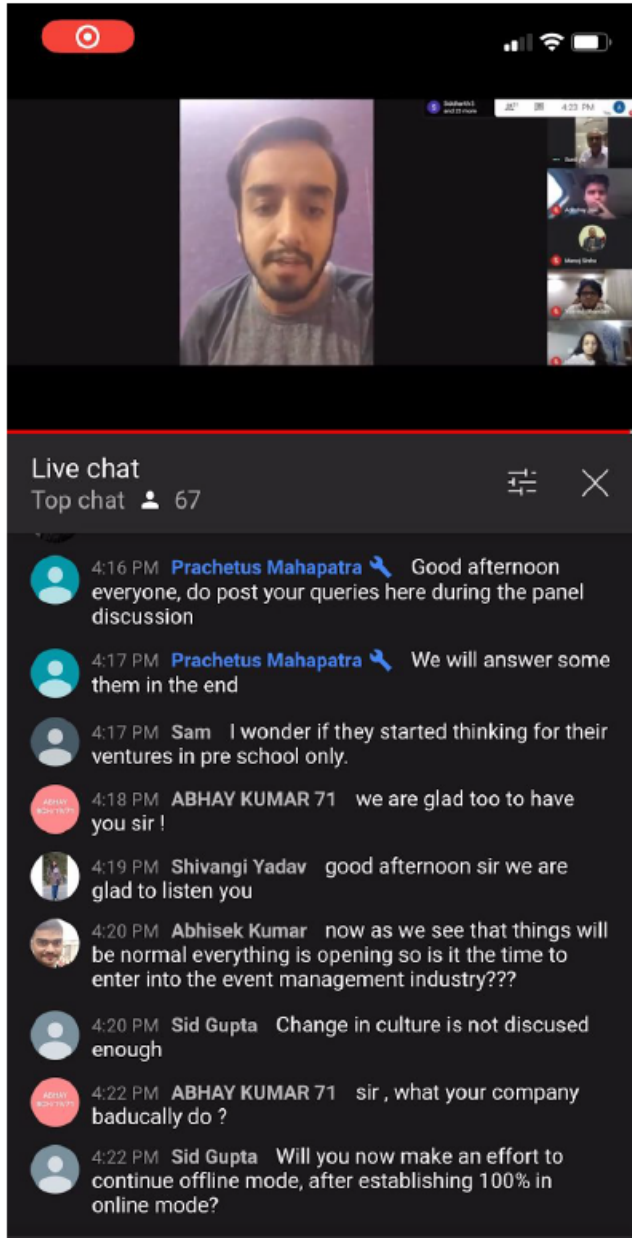 Siddharth S
and 23 more
4:23 PM
Live chat
Top chat 67
4:16 PM Prachetus Mahapatra Good afternoon
everyone, do post your queries here during the panel
discussion
4:17 PM Prachetus Mahapatra We will answer some
them in the end
4:17 PM Sam I wonder if they started thinking for their
ventures in pre school only.
4:18 PM ABHAY KUMAR 71 we are glad too to have
you sir !
4:19 PM Shivangi Yadav good afternoon sir we are
glad to listen you
4:20 PM Abhisek Kumar now as we see that things will
be normal everything is opening so is it the time to
enter into the event management industry???
4:20 PM Sid Gupta Change in culture is not discused
enough
4:22 PM ABHAY KUMAR 71 sir , what your company
baducally do ?
4:22 PM Sid Gupta Will you now make an effort to
continue offline mode, after establishing 100% in
online mode?